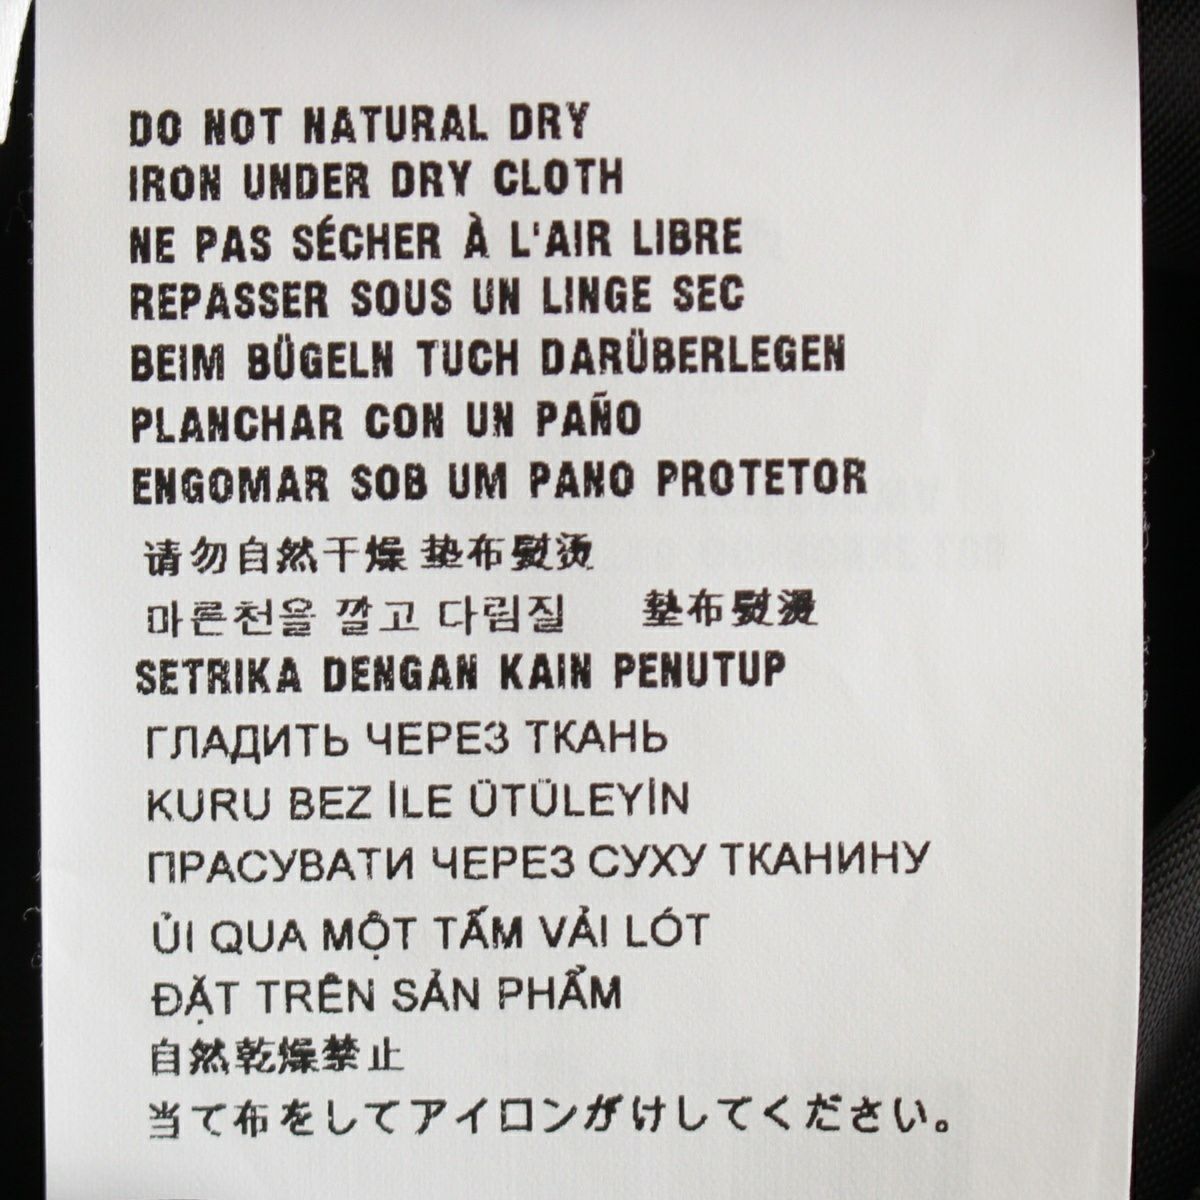 DO NOT NATURAL DRY
IRON UNDER DRY CLOTH
NE PAS SÉCHER À L'AIR LIBRE
REPASSER SOUS UN LINGE SEC
BEIM BÜGELN TUCH DARÜBERLEGEN
PLANCHAR CON UN PAÑO
ENGOMAR SOB UM PANO PROTETOR
请勿自然干燥 垫布熨烫
마른천을 깔고 다림질 墊布熨燙
SETRIKA DENGAN KAIN PENUTUP
ГЛАДИТЬ ЧЕРЕЗ ТКАНЬ
KURU BEZ İLE ÜTÜLEYİN
ПРАСУВАТИ ЧЕРЕЗ СУХУ ТКАНИНУ
ỦI QUA MỘT TẤM VẢI LÓT
ĐẶT TRÊN SẢN PHẨM
自然乾燥禁止
当て布をしてアイロンがけしてください。